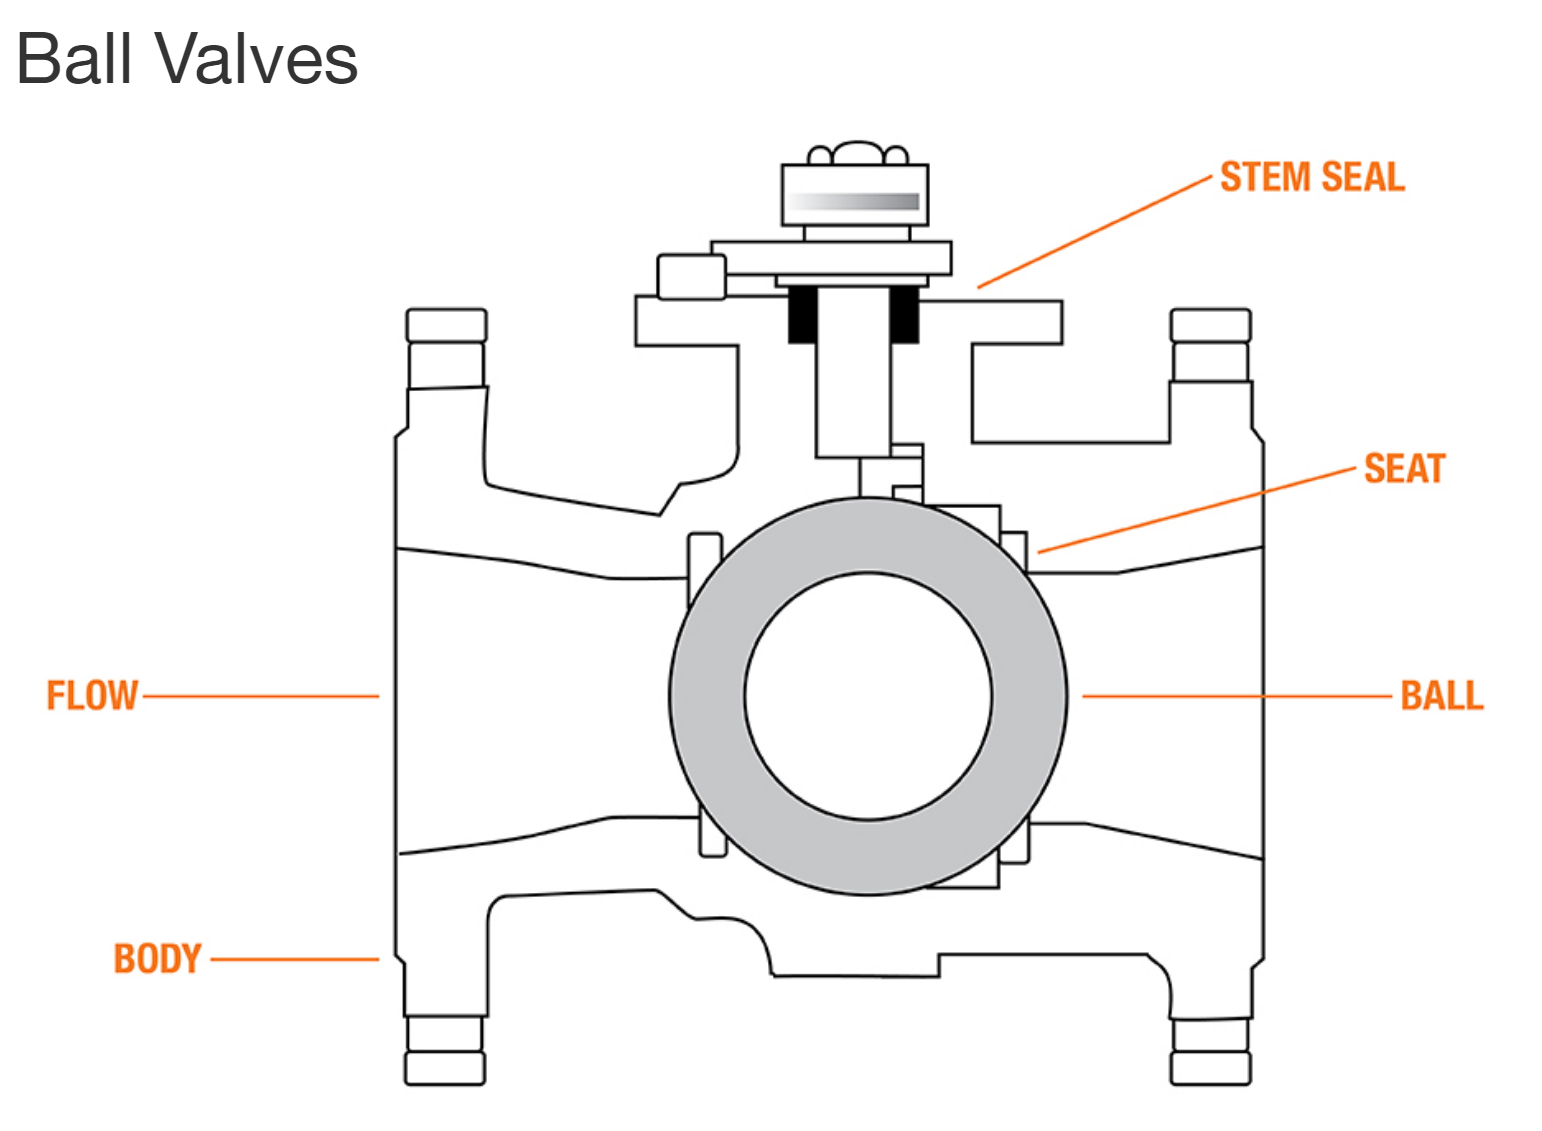 Ball Valves
STEM SEAL
SEAT
FLOW
BALL
BODY